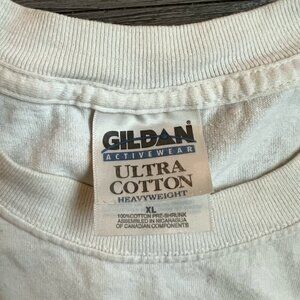 GILDAN
ACTIVEWEAR
ULTRA
COTTON
HEAVYWEIGHT
XL
100% COTTON PRE-SHRUNK
ASSEMBLED IN NICARAGUA
OF CANADIAN COMPONENTS